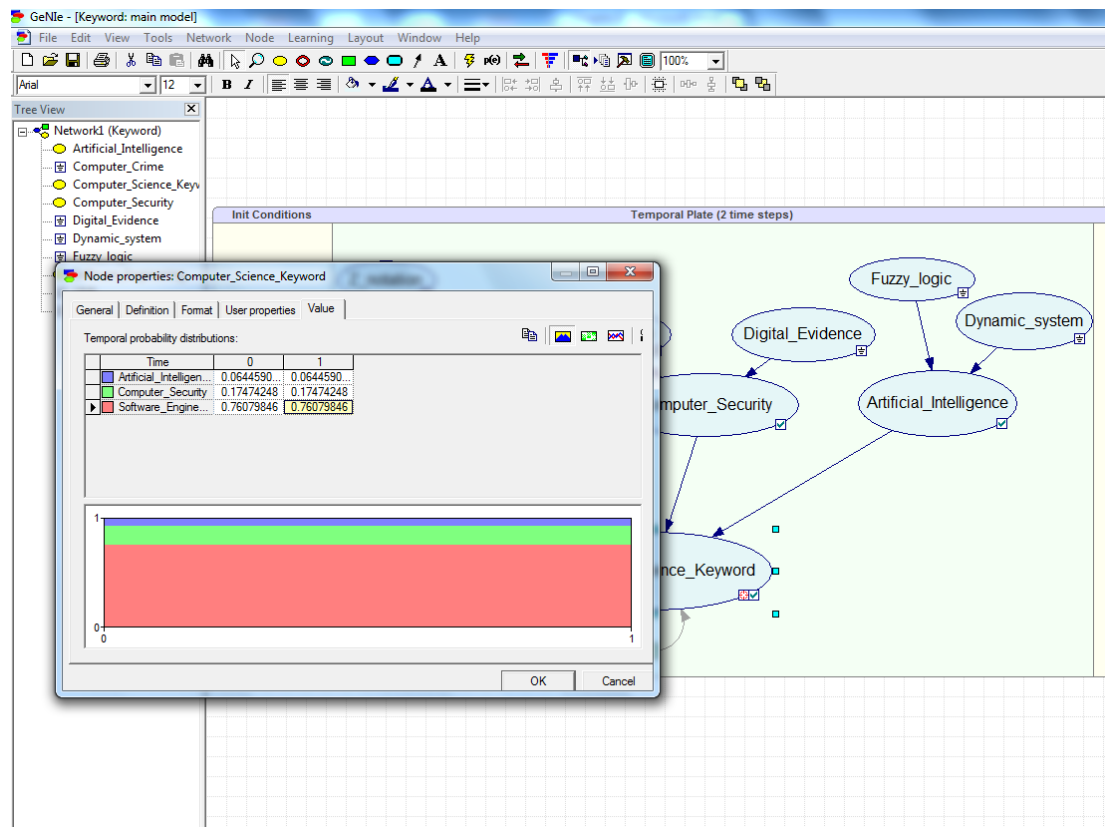 GeNIe - [Keyword: main model]
File Edit View Tools Network Node Learning Layout Window Help
100%
Arial 12 B I A
Tree View
Network1 (Keyword)
Artificial_Intelligence
Computer_Crime
Computer_Science_Keyw
Computer_Security
Digital_Evidence
Dynamic_system
Fuzzy_logic
Init Conditions Temporal Plate (2 time steps)
Node properties: Computer_Science_Keyword
Z_notation
General Definition Format User properties Value
Temporal probability distributions:
Time 0 1
Artificial_Intelligen... 0.0644590... 0.0644590...
Computer_Security 0.17474248 0.17474248
Software_Engine... 0.76079846 0.76079846
1
0
0 1
OK Cancel
Fuzzy_logic
Dynamic_system
Digital_Evidence
mputer_Security
Artificial_Intelligence
nce_Keyword